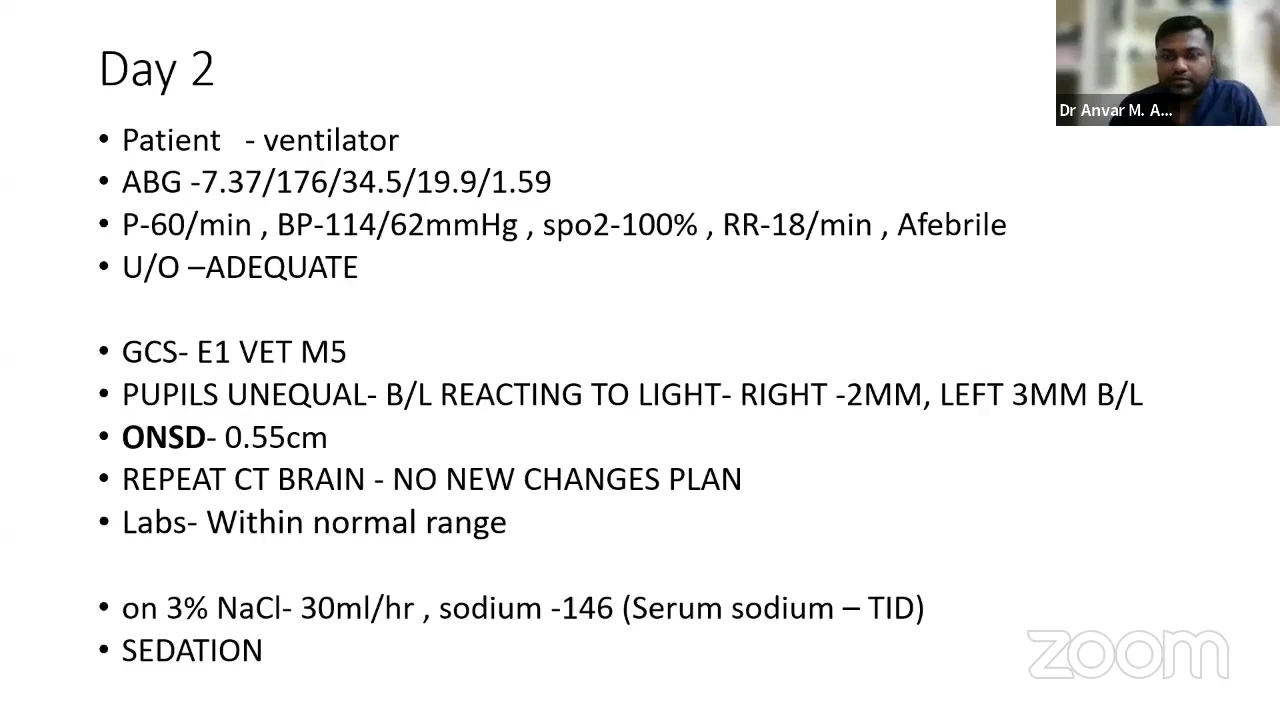 Day 2
• Patient - ventilator
• ABG -7.37/176/34.5/19.9/1.59
• P-60/min , BP-114/62mmHg , spo2-100% , RR-18/min , Afebrile
• U/O –ADEQUATE
• GCS- E1 VET M5
• PUPILS UNEQUAL- B/L REACTING TO LIGHT- RIGHT -2MM, LEFT 3MM B/L
• ONSD- 0.55cm
• REPEAT CT BRAIN - NO NEW CHANGES PLAN
• Labs- Within normal range
• on 3% NaCl- 30ml/hr , sodium -146 (Serum sodium – TID)
• SEDATION
Dr Anvar M. A...
zoom